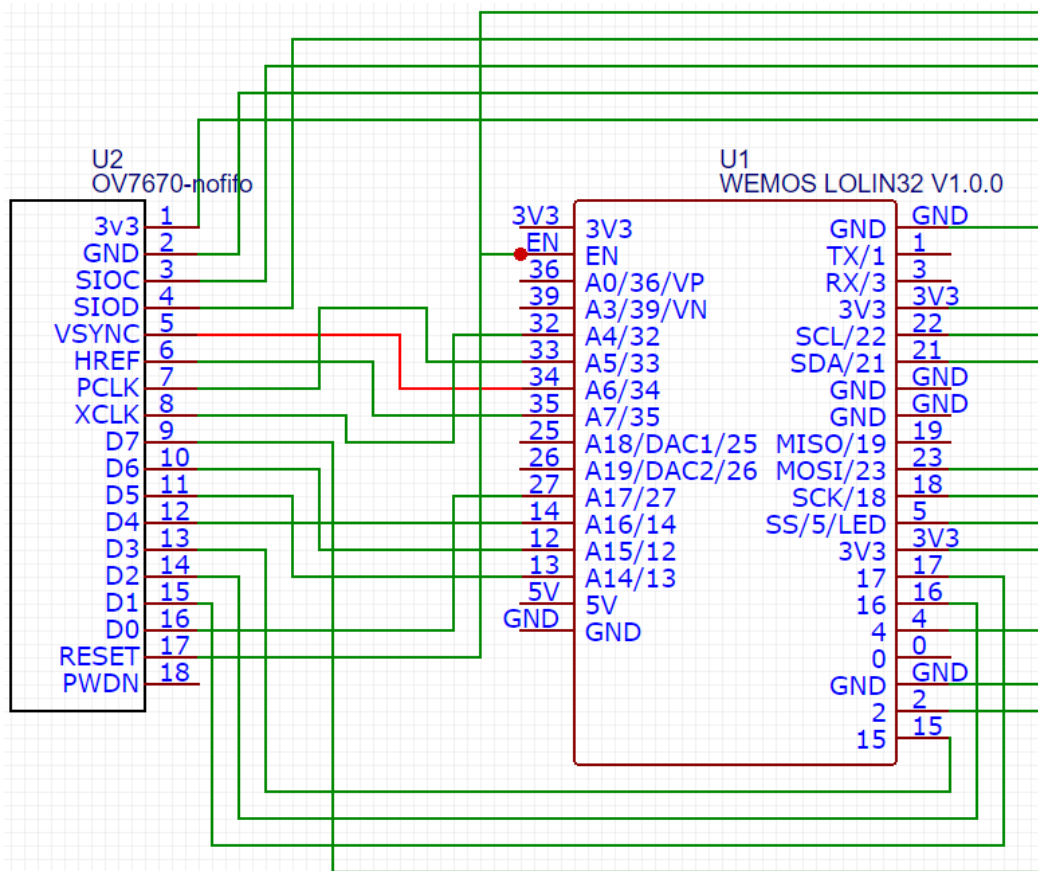 U2
OV7670-nofifo
3v3 1
GND 2
SIOC 3
SIOD 4
VSYNC 5
HREF 6
PCLK 7
XCLK 8
D7 9
D6 10
D5 11
D4 12
D3 13
D2 14
D1 15
D0 16
RESET 17
PWDN 18
U1
WEMOS LOLIN32 V1.0.0
3V3 3V3 GND GND
EN EN TX/1 1
36 A0/36/VP RX/3 3
39 A3/39/VN 3V3 3V3
32 A4/32 SCL/22 22
33 A5/33 SDA/21 21
34 A6/34 GND GND
35 A7/35 GND GND
25 A18/DAC1/25 MISO/19 19
26 A19/DAC2/26 MOSI/23 23
27 A17/27 SCK/18 18
14 A16/14 SS/5/LED 5
12 A15/12 3V3 3V3
13 A14/13 17 17
5V 5V 16 16
GND GND 4 4
0 0
GND GND
2 2
15 15